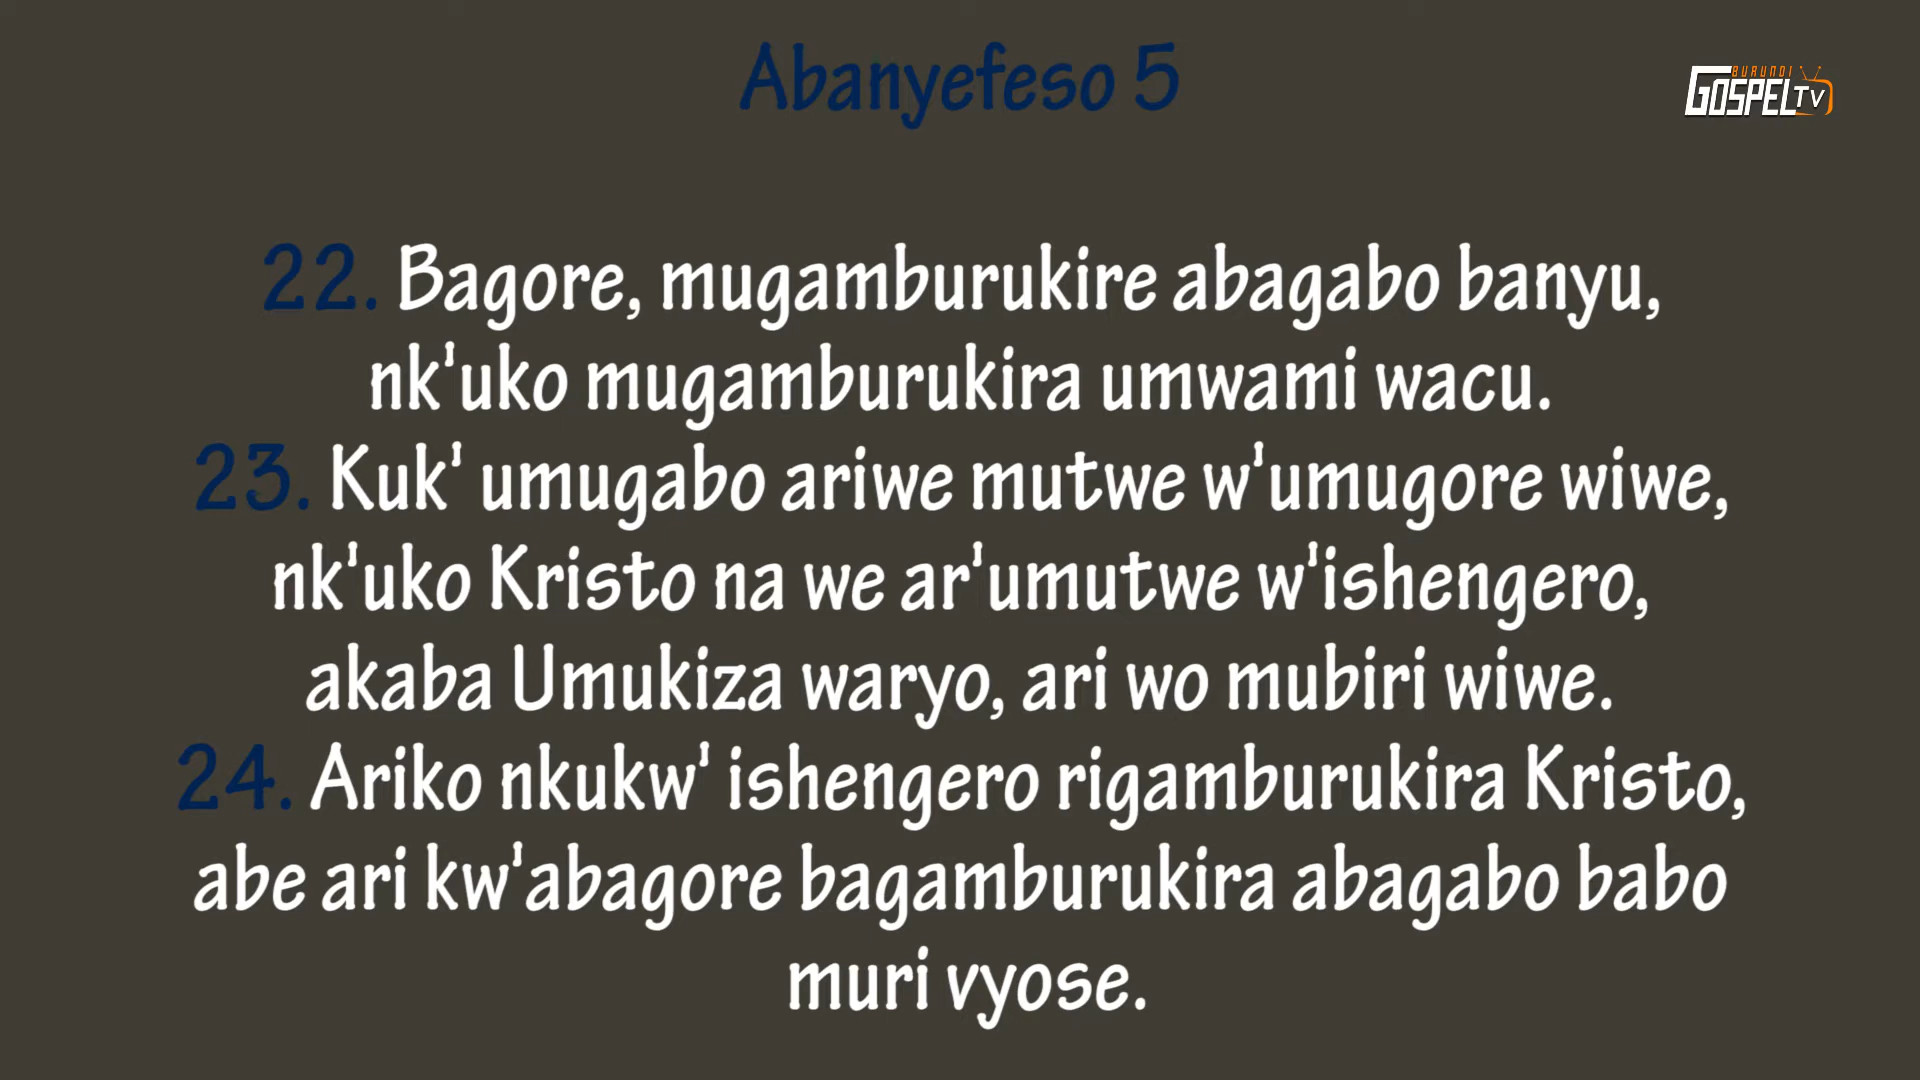 Abanyefeso 5
BURUNDI
GOSPEL TV
22. Bagore, mugamburukire abagabo banyu,
nk'uko mugamburukira umwami wacu.
23. Kuk' umugabo ariwe mutwe w'umugore wiwe,
nk'uko Kristo na we ar'umutwe w'ishengero,
akaba Umukiza waryo, ari wo mubiri wiwe.
24. Ariko nkukw' ishengero rigamburukira Kristo,
abe ari kw'abagore bagamburukira abagabo babo
muri vyose.